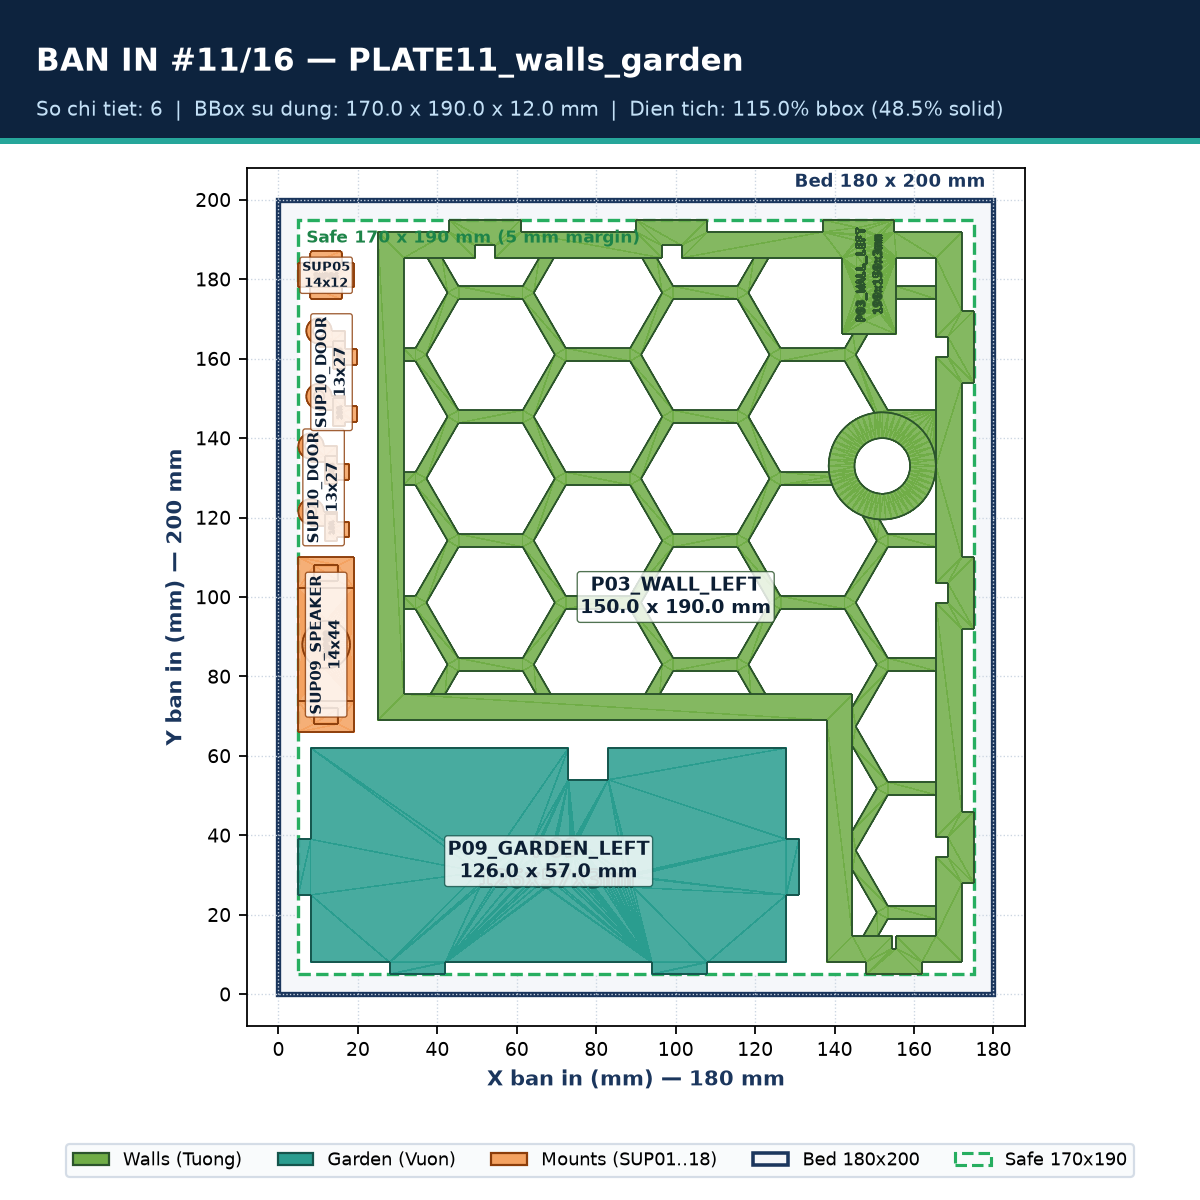 BAN IN #11/16 — PLATE11_walls_garden
So chi tiet: 6 | BBox su dung: 170.0 x 190.0 x 12.0 mm | Dien tich: 115.0% bbox (48.5% solid)
Bed 180 x 200 mm
Safe 170 x 190 mm (5 mm margin)
P03_WALL_LEFT
190x150x3mm
SUP05
14x12
SUP10_DOOR
13x27
SUP10_DOOR
13x27
SUP09_SPEAKER
14x44
P03_WALL_LEFT
150.0 x 190.0 mm
P09_GARDEN_LEFT
126.0 x 57.0 mm
Y ban in (mm) — 200 mm
200
180
160
140
120
100
80
60
40
20
0
0 20 40 60 80 100 120 140 160 180
X ban in (mm) — 180 mm
Walls (Tuong)
Garden (Vuon)
Mounts (SUP01..18)
Bed 180x200
Safe 170x190